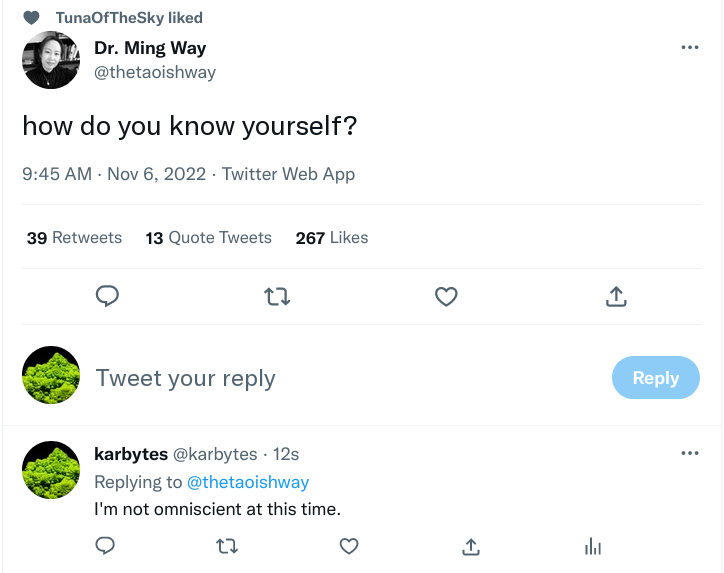 TunaOfTheSky liked
Dr. Ming Way
@thetaoishway
how do you know yourself?
9:45 AM · Nov 6, 2022 · Twitter Web App
39 Retweets 13 Quote Tweets 267 Likes
Tweet your reply
Reply
karbytes @karbytes · 12s
Replying to @thetaoishway
I'm not omniscient at this time.